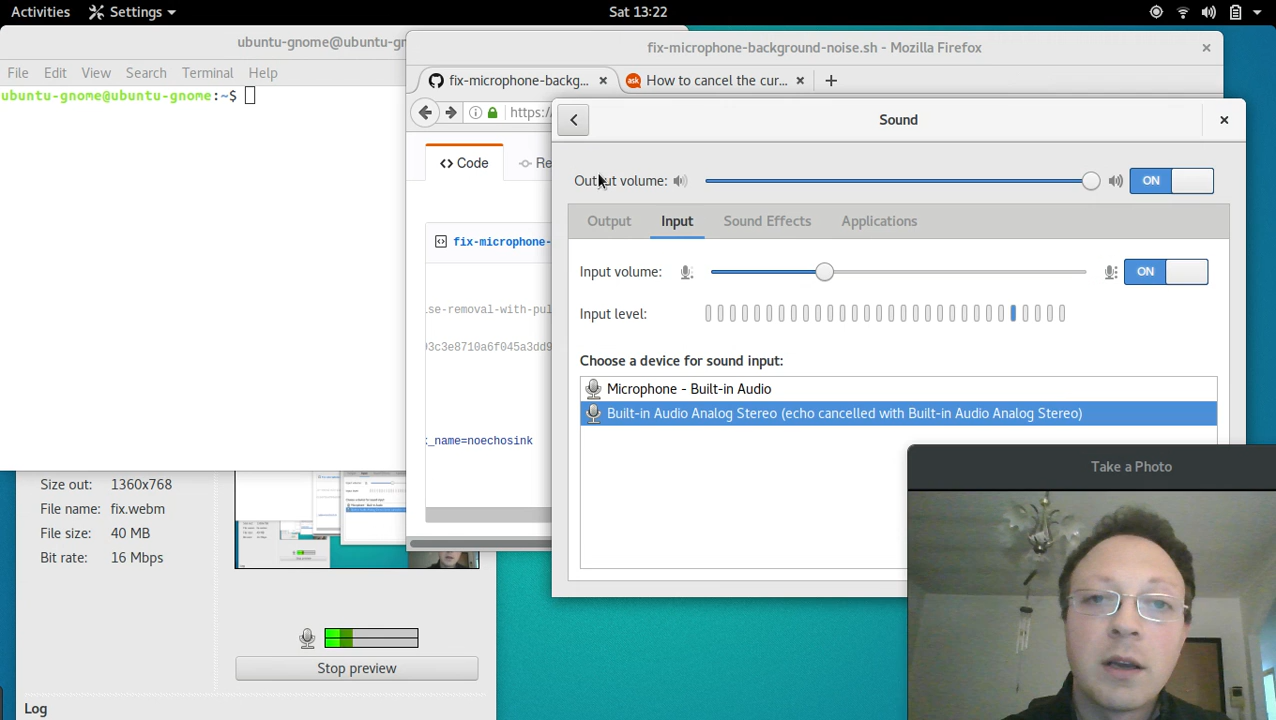 Activities
Settings
Sat 13:22
ubuntu-gnome@ubuntu-gn
File Edit View Search Terminal Help
ubuntu-gnome@ubuntu-gnome:~$
fix-microphone-background-noise.sh - Mozilla Firefox
fix-microphone-backg...
ask
How to cancel the cur...
https:/
<> Code
Re
fix-microphone-
se-removal-with-pul
3c3e8710a6f045a3dd9
_name=noechosink
Sound
Output volume:
ON
Output Input Sound Effects Applications
Input volume:
ON
Input level:
Choose a device for sound input:
Microphone - Built-in Audio
Built-in Audio Analog Stereo (echo cancelled with Built-in Audio Analog Stereo)
Take a Photo
Size out: 1360x768
File name: fix.webm
File size: 40 MB
Bit rate: 16 Mbps
Stop preview
Log